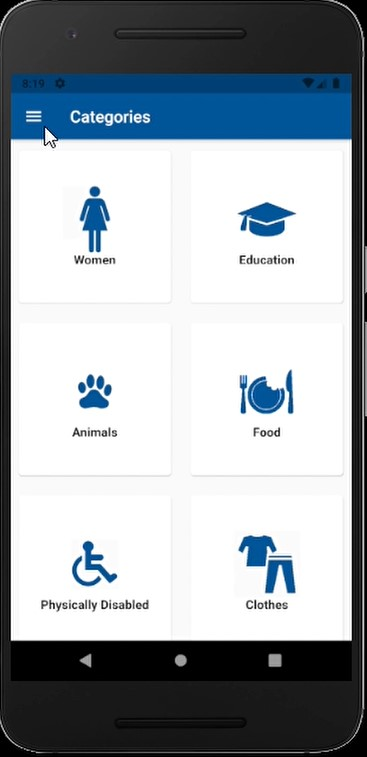 8:19
Categories
Women
Education
Animals
Food
Physically Disabled
Clothes